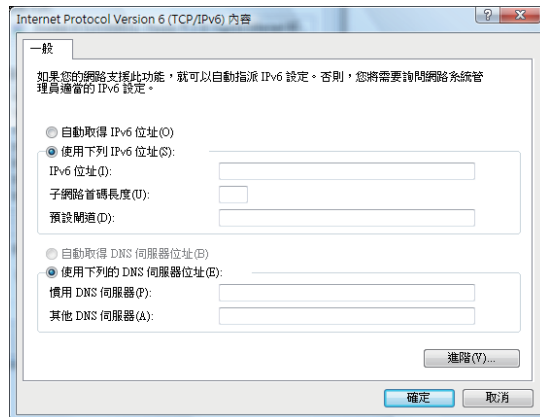 Internet Protocol Version 6 (TCP/IPv6) 內容
一般
如果您的網路支援此功能，就可以自動指派 IPv6 設定。否則，您將需要詢問網路系統管
理員適當的 IPv6 設定。
自動取得 IPv6 位址(O)
使用下列 IPv6 位址(S):
IPv6 位址(I):
子網路首碼長度(U):
預設閘道(D):
自動取得 DNS 伺服器位址(B)
使用下列的 DNS 伺服器位址(E):
慣用 DNS 伺服器(P):
其他 DNS 伺服器(A):
進階(V)...
確定
取消